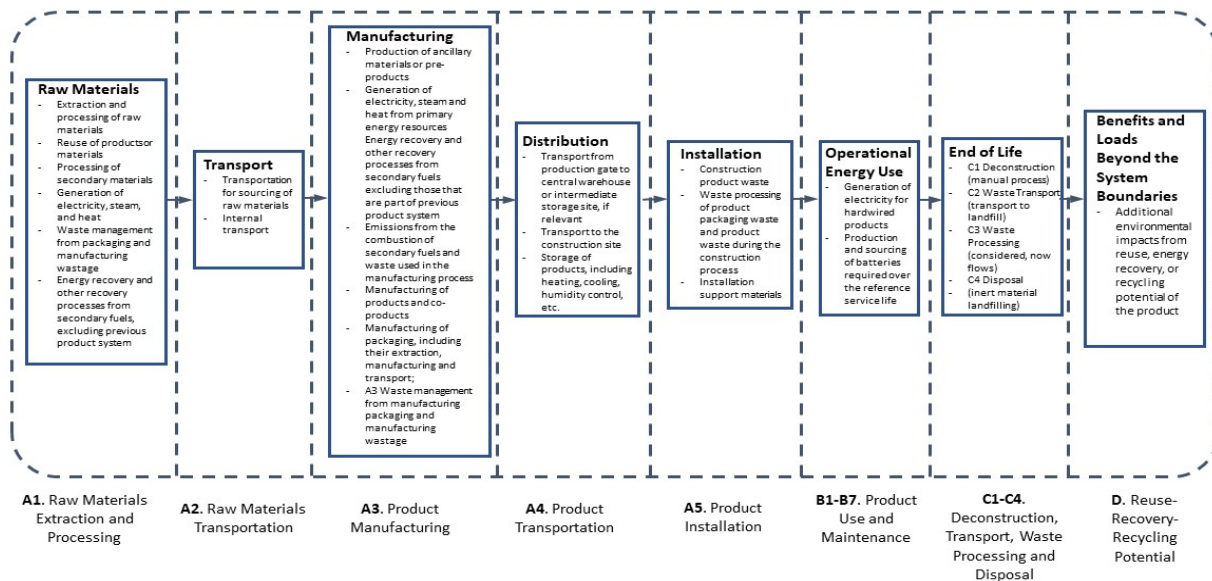 Raw Materials
- Extraction and
processing of raw
materials
- Reuse of productsor
materials
- Processing of
secondary materials
- Generation of
electricity, steam, and
heat
- Waste management
from packaging and
manufacturing
wastage
- Energy recovery and
other recovery
processes from
secondary fuels,
excluding previous
product system
Transport
- Transportation
for sourcing of
raw materials
- Internal
transport
Manufacturing
- Production of ancillary
materials or pre-
products
- Generation of
electricity, steam and
heat from primary
energy resources
Energy recovery and
other recovery
processes from
secondary fuels
excluding those that
are part of previous
product system
- Emissions from the
combustion of
secondary fuels and
waste used in the
manufacturing process
- Manufacturing of
products and co-
products
- Manufacturing of
packaging, including
their extraction,
manufacturing and
transport;
- A3 Waste management
from manufacturing
packaging and
manufacturing
wastage
Distribution
- Transport from
production gate to
central warehouse
or intermediate
storage site, if
relevant
- Transport to the
construction site
- Storage of
products, including
heating, cooling,
humidity control,
etc.
Installation
- Construction
product waste
- Waste processing
of product
packaging waste
and product
waste during the
construction
process
- Installation
support materials
Operational
Energy Use
- Generation of
electricity for
hardwired
products
- Production
and sourcing
of batteries
required over
the reference
service life
End of Life
- C1 Deconstruction
(manual process)
- C2 Waste Transport
(transport to
landfill)
- C3 Waste
Processing
(considered, now
flows)
- C4 Disposal
- (inert material
landfilling)
Benefits and
Loads
Beyond the
System
Boundaries
- Additional
environmental
impacts from
reuse, energy
recovery, or
recycling
potential of
the product
A1. Raw Materials
Extraction and
Processing
A2. Raw Materials
Transportation
A3. Product
Manufacturing
A4. Product
Transportation
A5. Product
Installation
B1-B7. Product
Use and
Maintenance
C1-C4.
Deconstruction,
Transport, Waste
Processing and
Disposal
D. Reuse-
Recovery-
Recycling
Potential